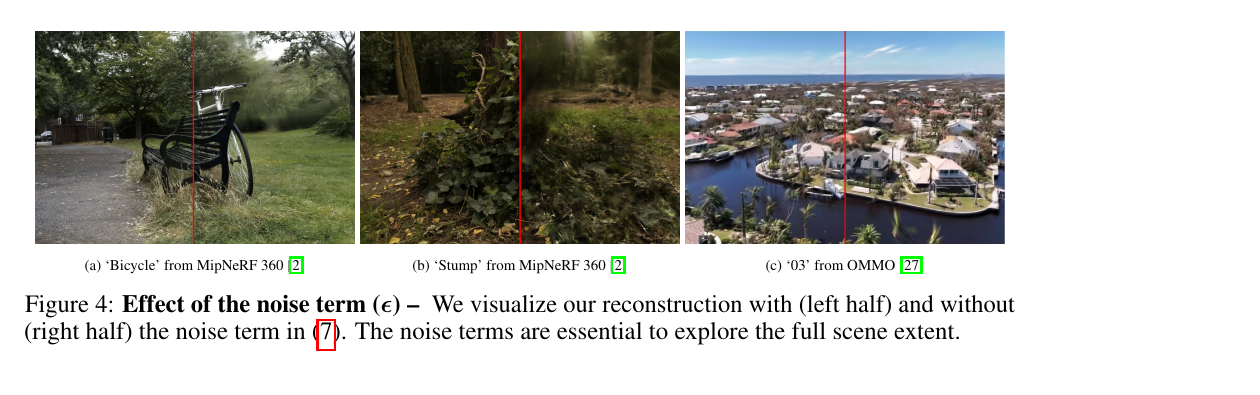 (a) ‘Bicycle’ from MipNeRF 360 [2]
(b) ‘Stump’ from MipNeRF 360 [2]
(c) ‘03’ from OMMO [27]
Figure 4: Effect of the noise term (ϵ) – We visualize our reconstruction with (left half) and without
(right half) the noise term in (7). The noise terms are essential to explore the full scene extent.